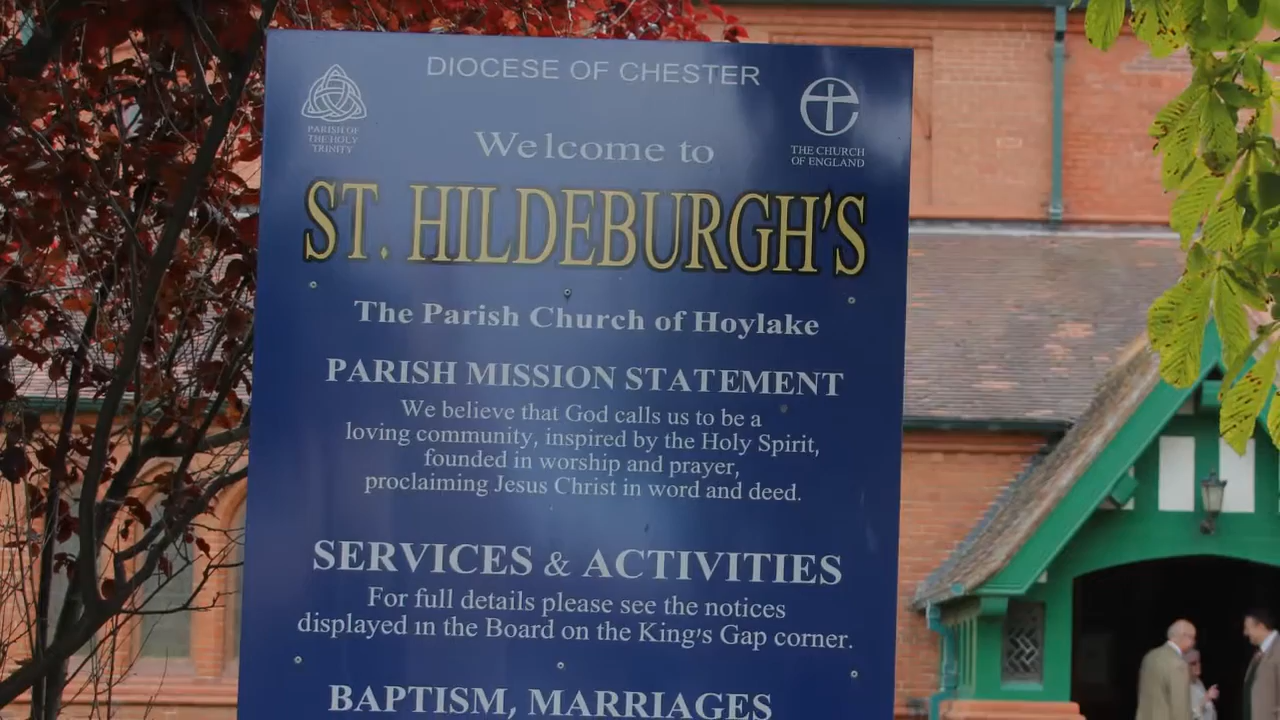 DIOCESE OF CHESTER
PARISH OF
THE HOLY
TRINITY
THE CHURCH
OF ENGLAND
Welcome to
ST. HILDEBURGH'S
The Parish Church of Hoylake
PARISH MISSION STATEMENT
We believe that God calls us to be a
loving community, inspired by the Holy Spirit,
founded in worship and prayer,
proclaiming Jesus Christ in word and deed.
SERVICES & ACTIVITIES
For full details please see the notices
displayed in the Board on the King's Gap corner.
BAPTISM, MARRIAGES